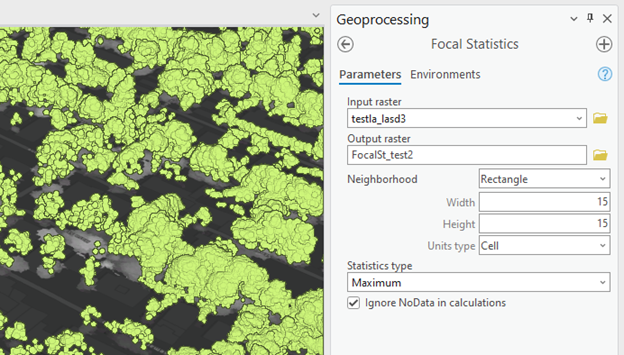 Geoprocessing
Focal Statistics
Parameters Environments
Input raster
testla_lasd3
Output raster
FocalSt_test2
Neighborhood Rectangle
Width 15
Height 15
Units type Cell
Statistics type
Maximum
Ignore NoData in calculations